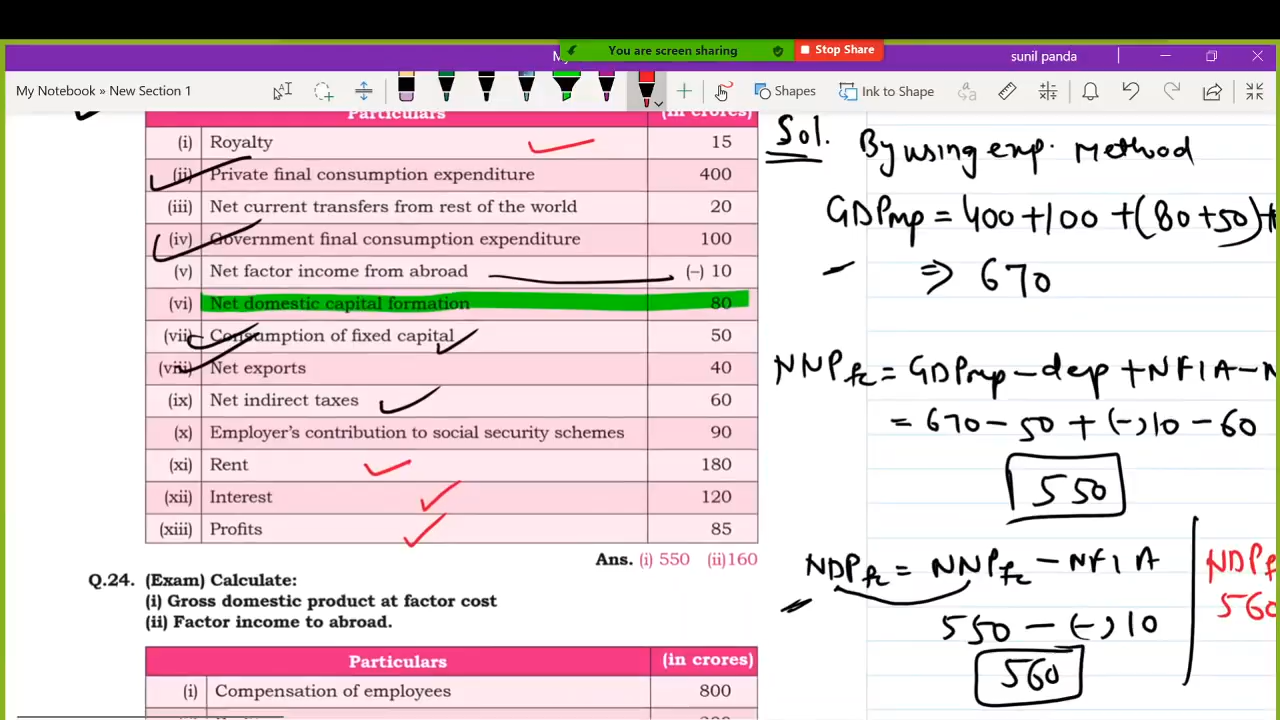 You are screen sharing
Stop Share
My
sunil panda
My Notebook » New Section 1
Shapes
Ink to Shape
Particulars (in crores)
(i) Royalty 15
(ii) Private final consumption expenditure 400
(iii) Net current transfers from rest of the world 20
(iv) Government final consumption expenditure 100
(v) Net factor income from abroad (–) 10
(vi) Net domestic capital formation 80
(vii) Consumption of fixed capital 50
(viii) Net exports 40
(ix) Net indirect taxes 60
(x) Employer's contribution to social security schemes 90
(xi) Rent 180
(xii) Interest 120
(xiii) Profits 85
Ans. (i) 550 (ii)160
Q.24. (Exam) Calculate:
(i) Gross domestic product at factor cost
(ii) Factor income to abroad.
Particulars (in crores)
(i) Compensation of employees 800
Sol. By using exp. Method
GDPmp = 400+100 +(80+50)+
⇒ 670
NNPfc = GDPmp – dep + NFIA – N
= 670 – 50 + (–)10 – 60
550
NDPfc = NNPfc – NFIA
550 – (–)10
560
NDPf
560